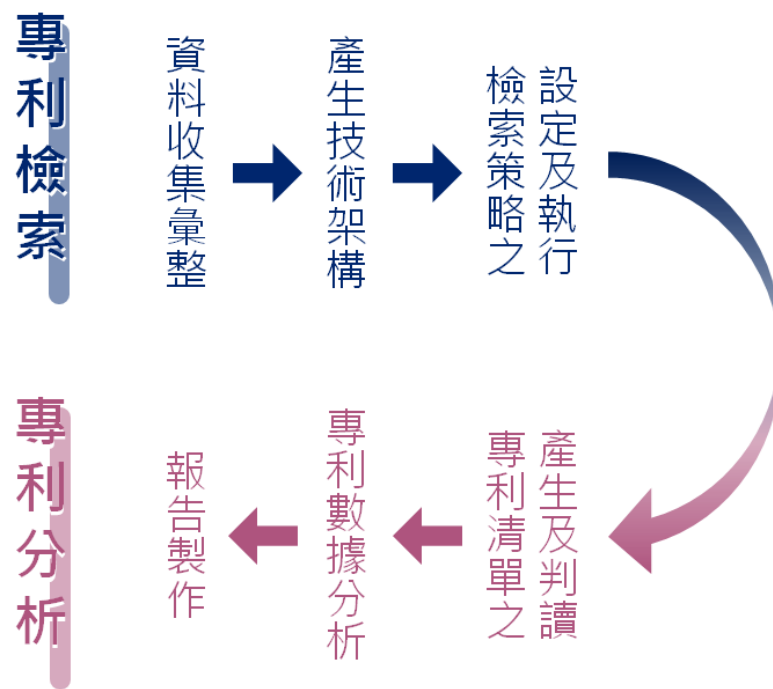 專利檢索
資料收集彙整
產生技術架構
檢索策略之
設定及執行
專利分析
專利清單之
產生及判讀
專利數據分析
報告製作